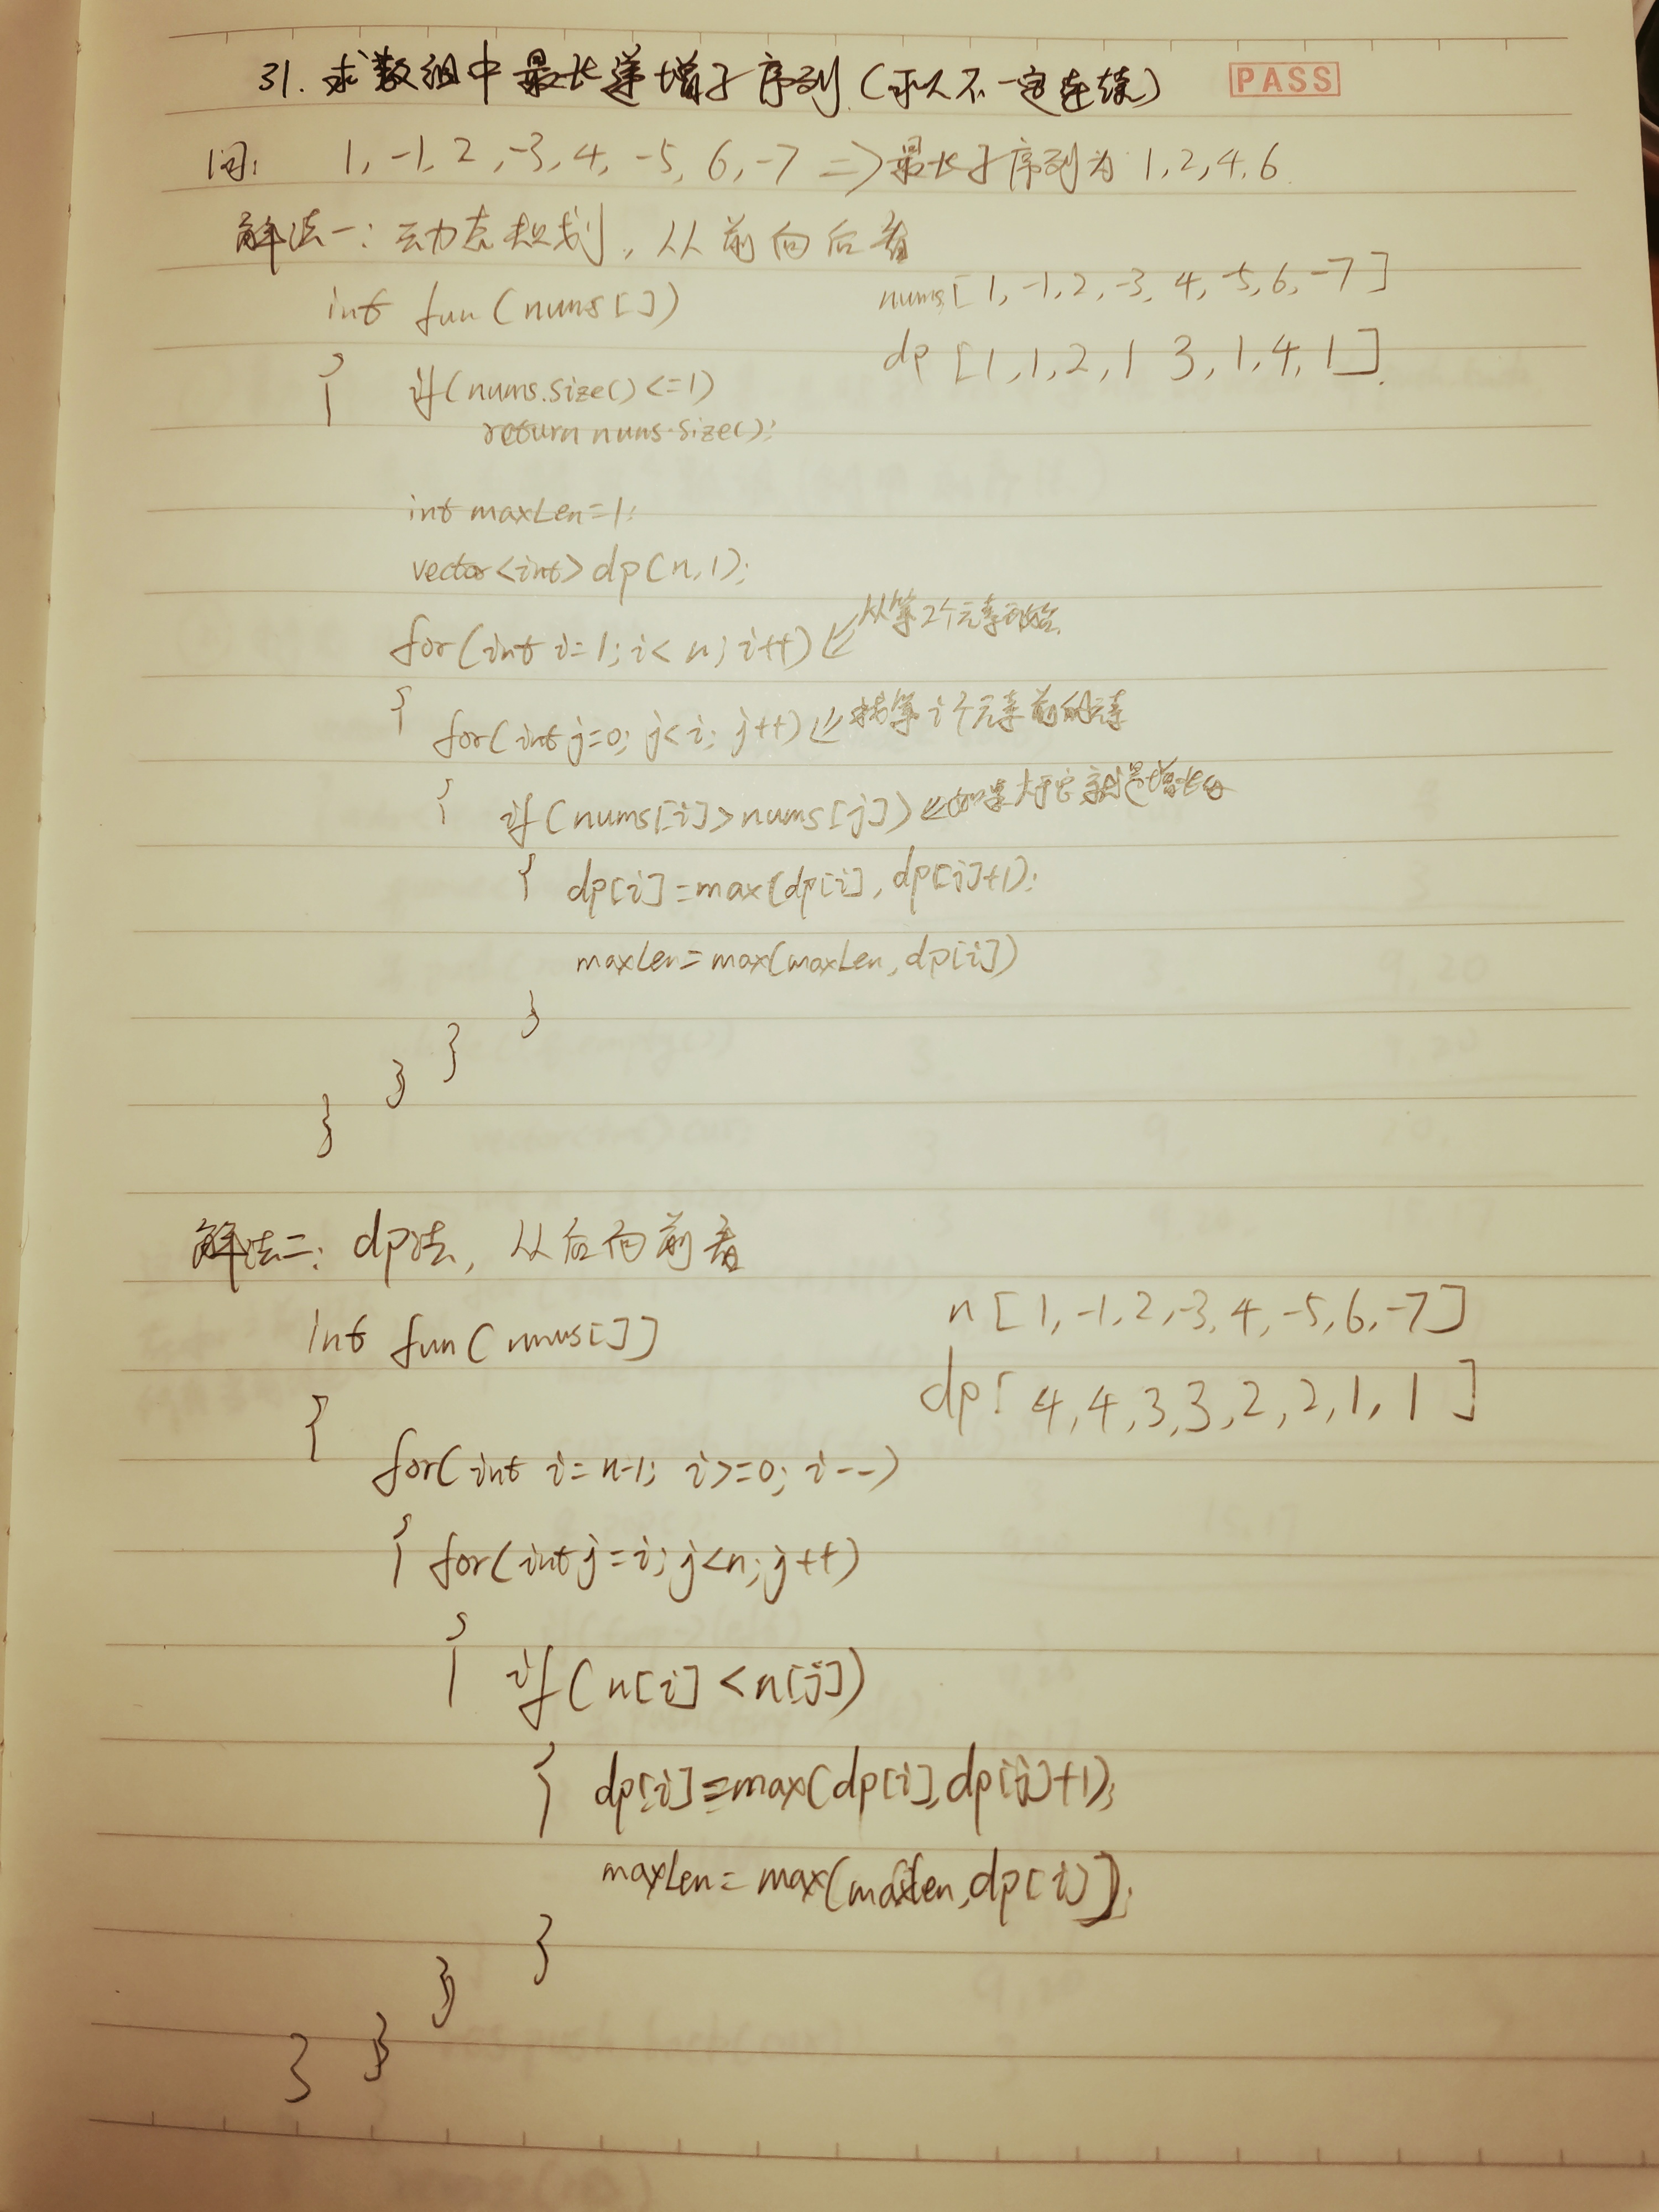 31. 求数组中最长递增子序列 (可以不一定连续) PASS
问: 1, -1, 2, -3, 4, -5, 6, -7 => 最长子序列为 1, 2, 4, 6
解法一: 动态规划, 从前向后看
nums[1, -1, 2, -3, 4, -5, 6, -7]
int fun(nums[])
dp [1, 1, 2, 1 3, 1, 4, 1]
{ if(nums.size()<=1)
return nums.size();
int maxLen=1;
vector<int> dp(n,1);
for(int i=1; i<n; i++) 从第2个元素开始
{
for(int j=0; j<i; j++) 找第i个元素前的元素
{ if(nums[i]>nums[j]) 如果大于它就是增长的
{ dp[i]=max(dp[i], dp[j]+1);
maxLen=max(maxLen, dp[i])
}
}
}
}
解法二: dp法, 从后向前看
n[1, -1, 2, -3, 4, -5, 6, -7]
int fun(nums[])
dp[4, 4, 3, 3, 2, 2, 1, 1]
{
for(int i=n-1; i>=0; i--)
{ for(int j=i; j<n; j++)
{ if(n[i]<n[j])
{ dp[i]=max(dp[i], dp[j]+1);
maxLen=max(maxLen, dp[i]);
}
}
}
}